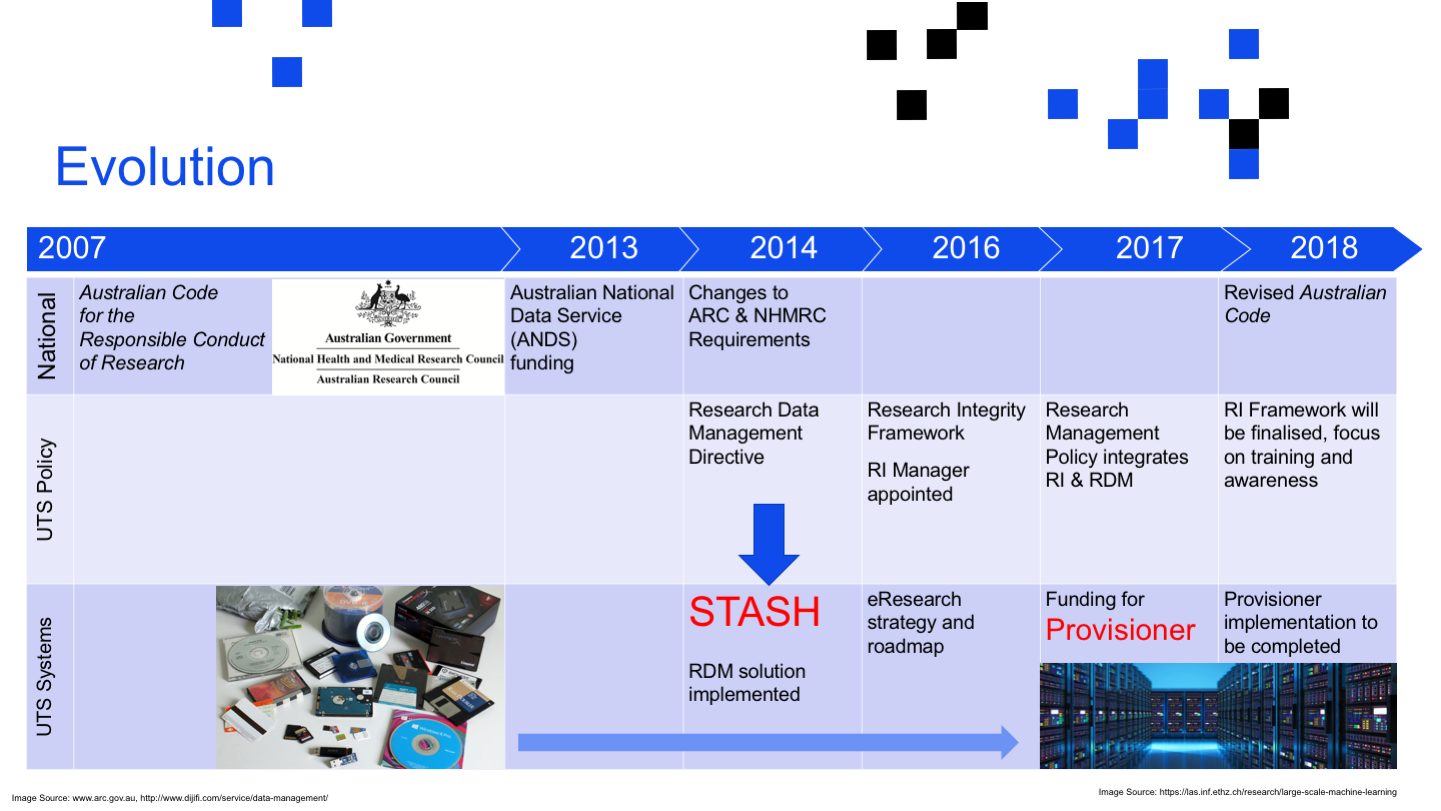 Evolution
2007
2013
2014
2016
2017
2018
National
Australian Code
for the
Responsible Conduct
of Research
Australian Government
National Health and Medical Research Council
Australian Research Council
Australian National
Data Service
(ANDS)
funding
Changes to
ARC & NHMRC
Requirements
Revised Australian
Code
UTS Policy
Research Data
Management
Directive
Research Integrity
Framework
RI Manager
appointed
Research
Management
Policy integrates
RI & RDM
RI Framework will
be finalised, focus
on training and
awareness
UTS Systems
STASH
RDM solution
implemented
eResearch
strategy and
roadmap
Funding for
Provisioner
Provisioner
implementation to
be completed
Image Source: www.arc.gov.au, http://www.dijifi.com/service/data-management/
Image Source: https://las.inf.ethz.ch/research/large-scale-machine-learning